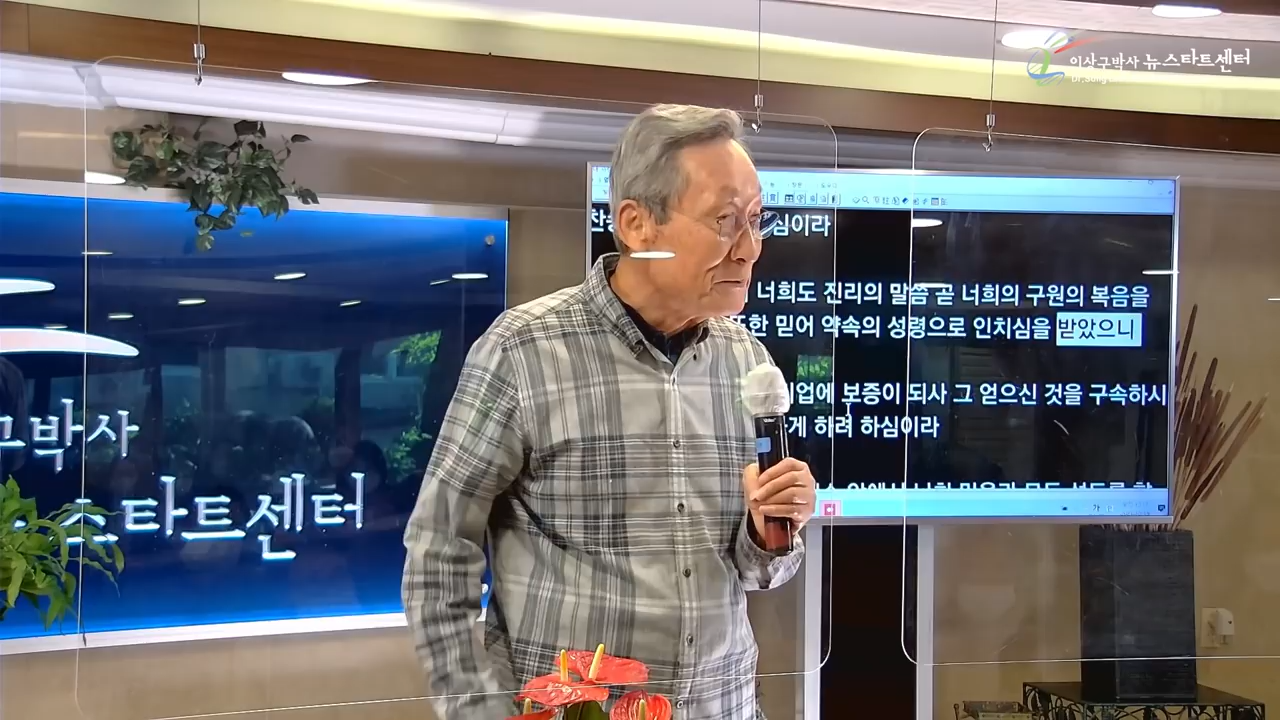 이상구박사 뉴스타트센터
심이라
너희도 진리의 말씀 곧 너희의 구원의 복음을
또한 믿어 약속의 성령으로 인치심을 받았으니
기업에 보증이 되사 그 얻으신 것을 구속하시
하려 하심이라
구박사
스타트센터